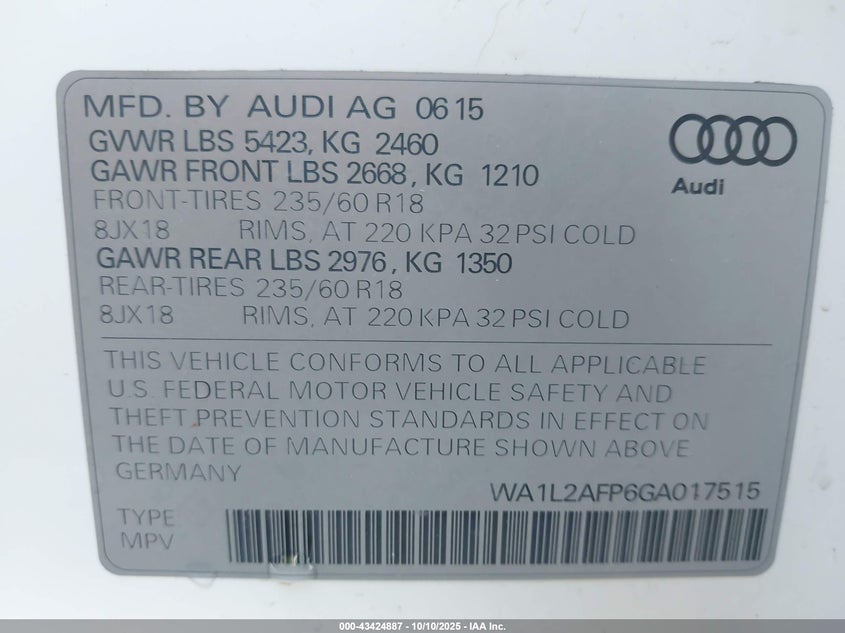 MFD. BY AUDI AG 0615
GVWR LBS 5423, KG 2460
GAWR FRONT LBS 2668, KG 1210
FRONT-TIRES 235/60 R18
8JX18 RIMS, AT 220 KPA 32 PSI COLD
GAWR REAR LBS 2976, KG 1350
REAR-TIRES 235/60 R18
8JX18 RIMS, AT 220 KPA 32 PSI COLD
Audi
THIS VEHICLE CONFORMS TO ALL APPLICABLE
U.S. FEDERAL MOTOR VEHICLE SAFETY AND
THEFT PREVENTION STANDARDS IN EFFECT ON
THE DATE OF MANUFACTURE SHOWN ABOVE
GERMANY
WA1L2AFP6GA017515
TYPE
MPV
000-43424887 - 10/10/2025 - IAA Inc.